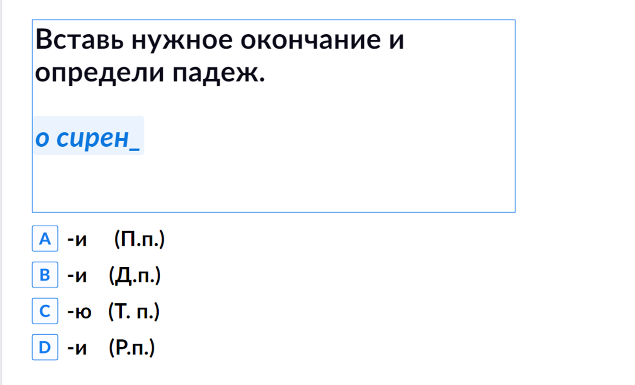 Вставь нужное окончание и
определи падеж.
о сирен_
A -и (П.п.)
B -и (Д.п.)
C -ю (Т. п.)
D -и (Р.п.)